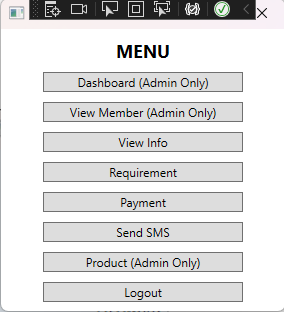 MENU
Dashboard (Admin Only)
View Member (Admin Only)
View Info
Requirement
Payment
Send SMS
Product (Admin Only)
Logout